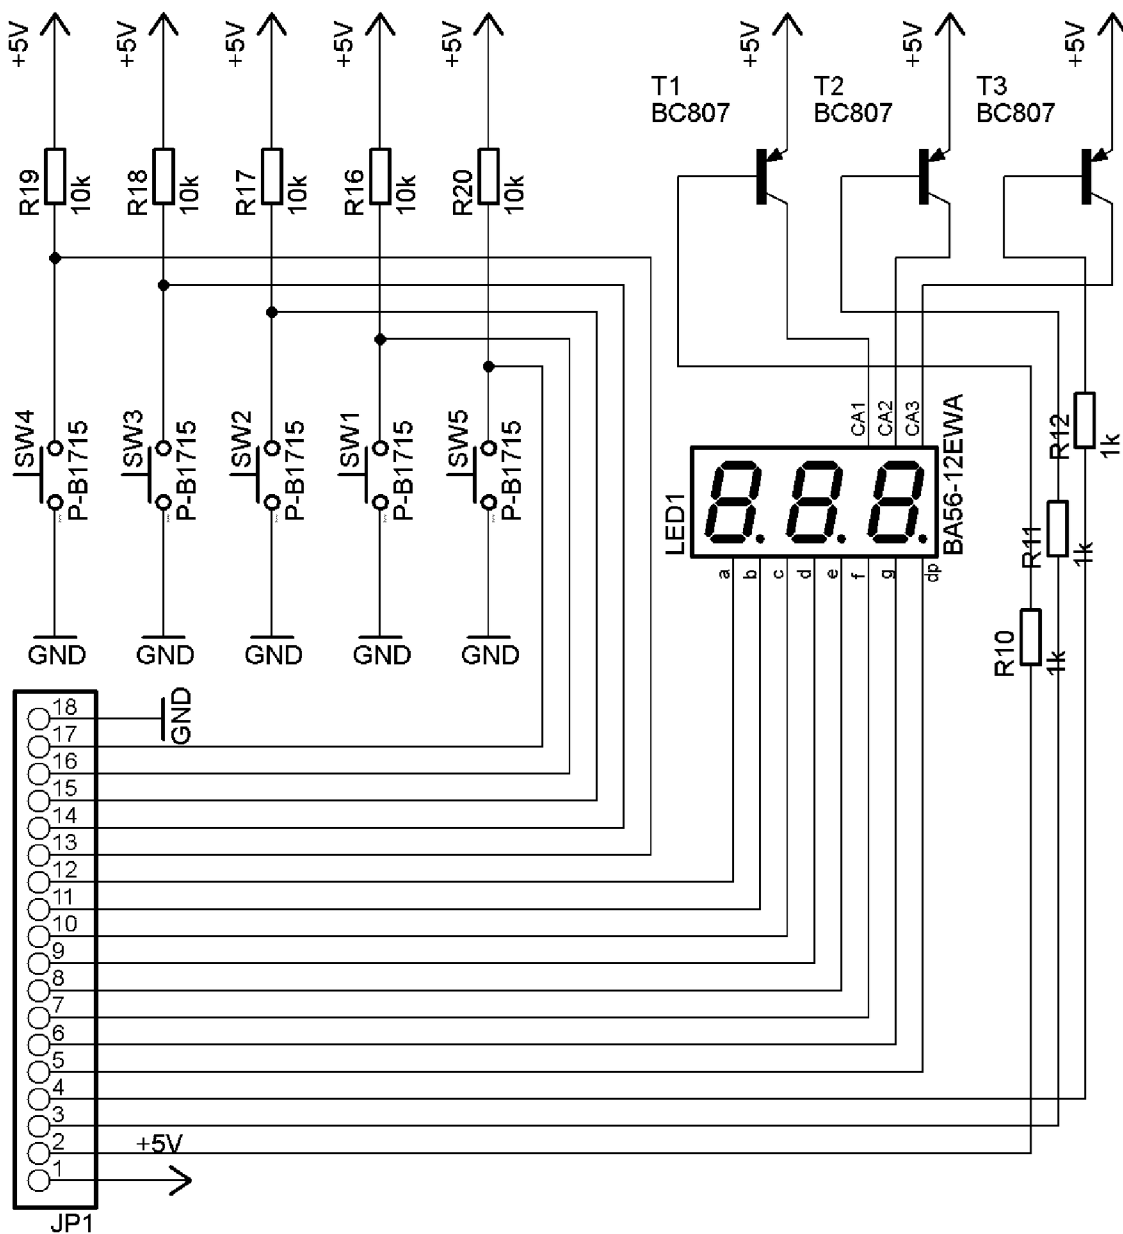 +5V
+5V
+5V
+5V
+5V
+5V
+5V
+5V
T1
BC807
T2
BC807
T3
BC807
R19
10k
R18
10k
R17
10k
R16
10k
R20
10k
SW4
P-B1715
SW3
P-B1715
SW2
P-B1715
SW1
P-B1715
SW5
P-B1715
CA1
CA2
CA3
LED1
BA56-12EWA
a
b
c
d
e
f
g
dp
R12
1k
R11
1k
R10
1k
GND
GND
GND
GND
GND
18
GND
17
16
15
14
13
12
11
10
9
8
7
6
5
4
3
2
+5V
1
JP1